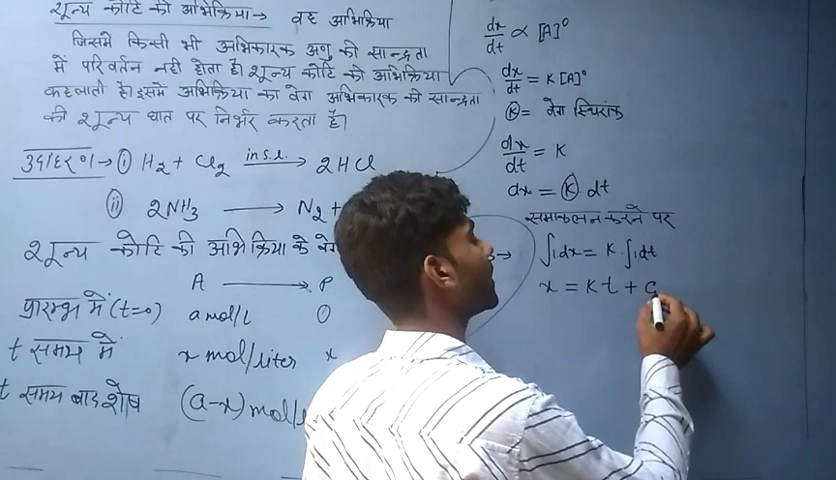 शून्य कोटि की अभिक्रिया → वह अभिक्रिया
जिसमें किसी भी अभिकारक अणु की सान्द्रता
में परिवर्तन नही होता है। शून्य कोटि की अभिक्रिया
कहलाती है। इसमें अभिक्रिया का वेग अभिकारक की सान्द्रता
की शून्य घात पर निर्भर करता है।
उदाहरण → (i) H₂ + Cl₂ —in S.L.→ 2HCl
(ii) 2NH₃ → N₂ +
शून्य कोटि की अभिक्रिया के
A → P
प्रारम्भ में (t=0) a mol/L 0
t समय में x mol/liter x
t समय बाद शेष (a-x) mol/
dx/dt ∝ [A]⁰
dx/dt = K[A]⁰
(K) = वेग स्थिरांक
dx/dt = K
dx = (K) . dt
समाकलन करने पर
∫1dx = K . ∫1dt
x = Kt + c